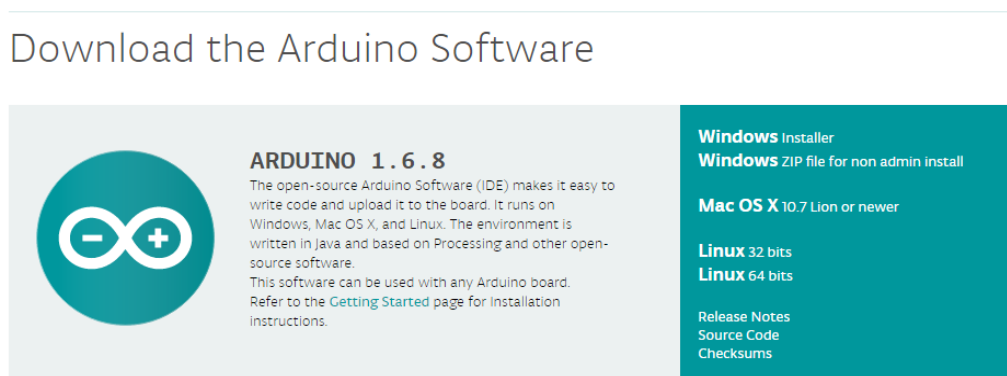 Download the Arduino Software
ARDUINO 1.6.8
The open-source Arduino Software (IDE) makes it easy to
write code and upload it to the board. It runs on
Windows, Mac OS X, and Linux. The environment is
written in Java and based on Processing and other open-
source software.
This software can be used with any Arduino board.
Refer to the Getting Started page for Installation
instructions.
Windows Installer
Windows ZIP file for non admin install
Mac OS X 10.7 Lion or newer
Linux 32 bits
Linux 64 bits
Release Notes
Source Code
Checksums